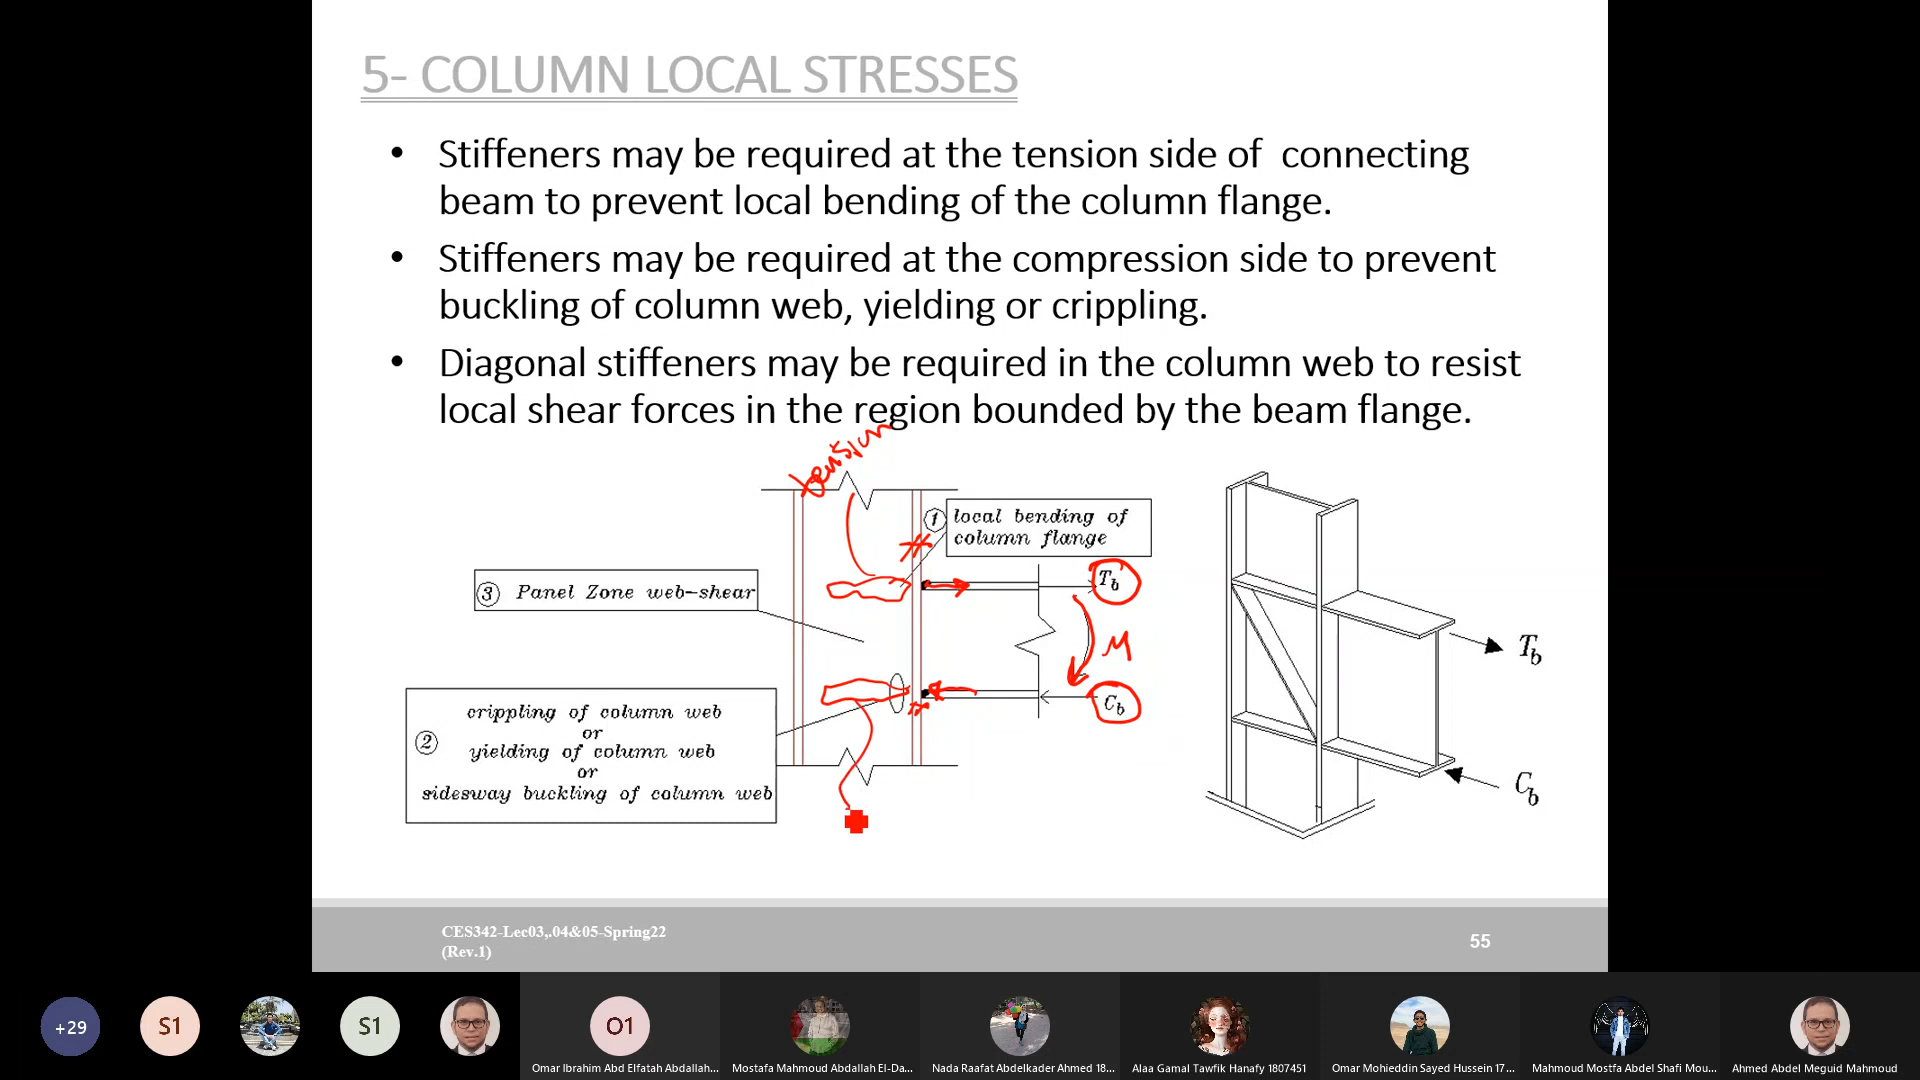 5- COLUMN LOCAL STRESSES
• Stiffeners may be required at the tension side of connecting
beam to prevent local bending of the column flange.
• Stiffeners may be required at the compression side to prevent
buckling of column web, yielding or crippling.
• Diagonal stiffeners may be required in the column web to resist
local shear forces in the region bounded by the beam flange.
tension
1 local bending of
column flange
Tb
3 Panel Zone web-shear
M
Tb
Cb
2
crippling of column web
or
yielding of column web
or
sidesway buckling of column web
Cb
CES342-Lec03,.04&05-Spring22
(Rev.1)
55
+29
S1
S1
O1
Omar Ibrahim Abd Elfatah Abdallah...
Mostafa Mahmoud Abdallah El-Da...
Nada Raafat Abdelkader Ahmed 18...
Alaa Gamal Tawfik Hanafy 1807451
Omar Mohieddin Sayed Hussein 17...
Mahmoud Mostfa Abdel Shafi Mou...
Ahmed Abdel Meguid Mahmoud